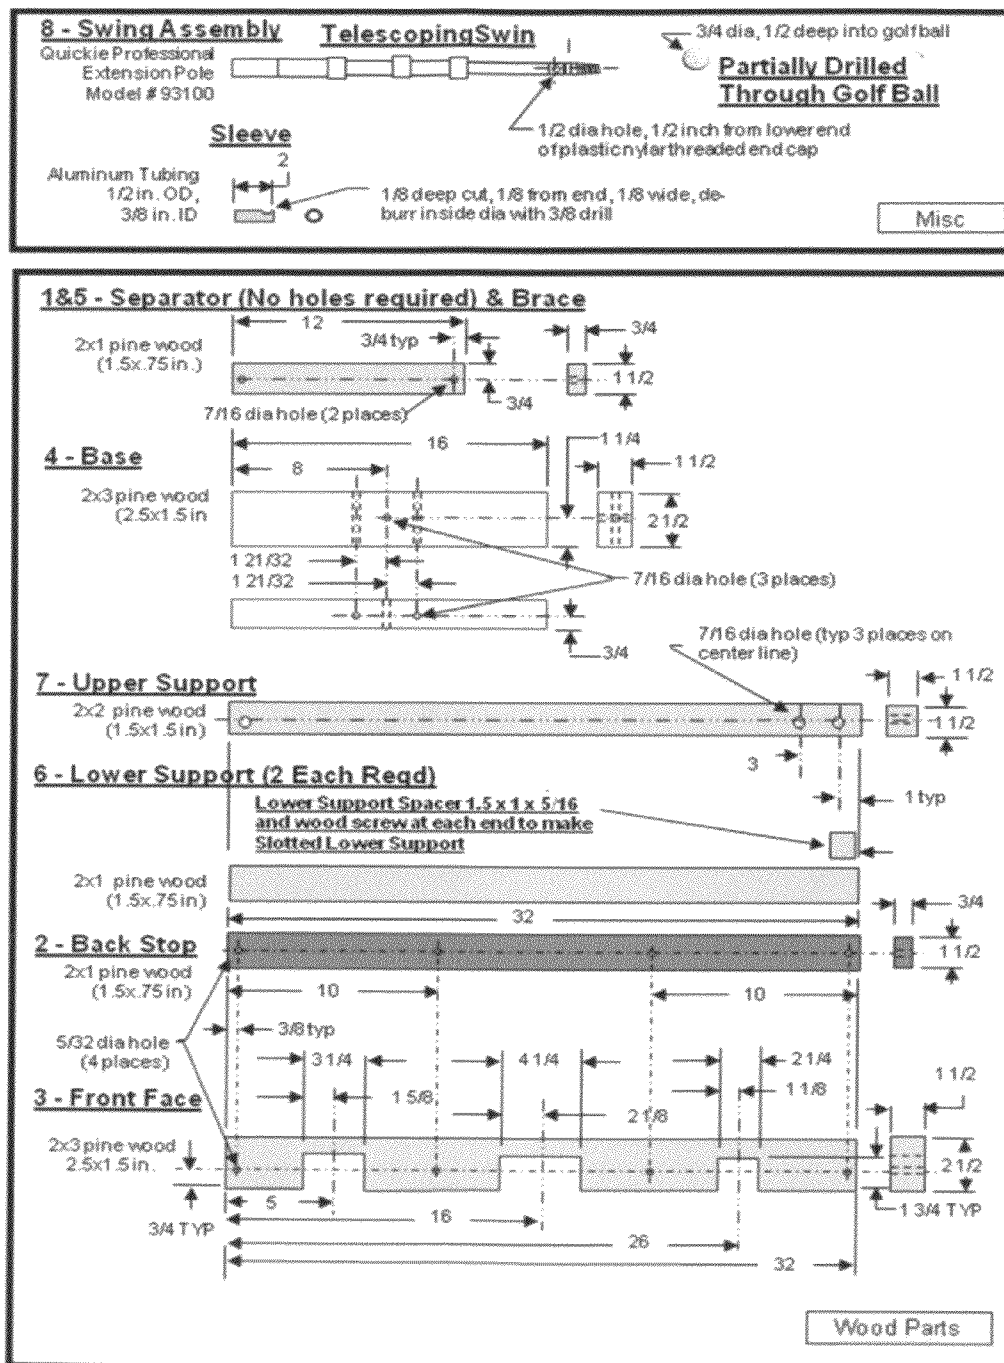 8 - Swing Assembly
TelescopingSwin
3/4 dia, 1/2 deep into golfball
Quickie Professional
Extension Pole
Model # 93100
Partially Drilled
Through Golf Ball
1/2 dia hole, 1/2 inch from lower end
of plastic nylar threaded end cap
Sleeve
2
Aluminum Tubing
1/2 in. OD,
3/8 in. ID
1/8 deep cut, 1/8 from end, 1/8 wide, de-
burr inside dia with 3/8 drill
Misc
1&5 - Separator (No holes required) & Brace
12
3/4
2x1 pine wood
(1.5x.75 in.)
3/4 typ
1 1/2
3/4
7/16 dia hole (2 places)
16
1 1/4
4 - Base
8
1 1/2
2x3 pine wood
(2.5x1.5 in
2 1/2
1 21/32
1 21/32
7/16 dia hole (3 places)
3/4
7/16 dia hole (typ 3 places on
center line)
7 - Upper Support
1 1/2
2x2 pine wood
(1.5x1.5 in)
1 1/2
3
6 - Lower Support (2 Each Reqd)
1 typ
Lower Support Spacer 1.5 x 1 x 5/16
and wood screw at each end to make
Slotted Lower Support
2x1 pine wood
(1.5x.75 in)
32
3/4
2 - Back Stop
1 1/2
2x1 pine wood
(1.5x.75 in)
10
10
3/8 typ
5/32 dia hole
(4 places)
3 1/4
4 1/4
2 1/4
1 1/2
3 - Front Face
1 5/8
2 1/8
1 1/8
2x3 pine wood
2.5x1.5 in.
2 1/2
5
1 3/4 TYP
3/4 TYP
16
26
32
Wood Parts